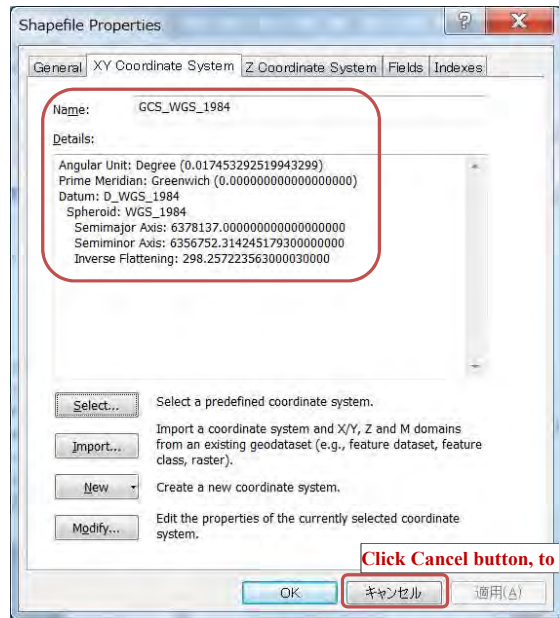 Shapefile Properties
General XY Coordinate System Z Coordinate System Fields Indexes
Name: GCS_WGS_1984
Details:
Angular Unit: Degree (0.017453292519943299)
Prime Meridian: Greenwich (0.000000000000000000)
Datum: D_WGS_1984
Spheroid: WGS_1984
Semimajor Axis: 6378137.000000000000000000
Semiminor Axis: 6356752.314245179300000000
Inverse Flattening: 298.257223563000030000
Select... Select a predefined coordinate system.
Import a coordinate system and X/Y, Z and M domains
Import... from an existing geodataset (e.g., feature dataset, feature
class, raster).
New Create a new coordinate system.
Modify... Edit the properties of the currently selected coordinate
system.
Click Cancel button, to
OK キャンセル 適用(A)